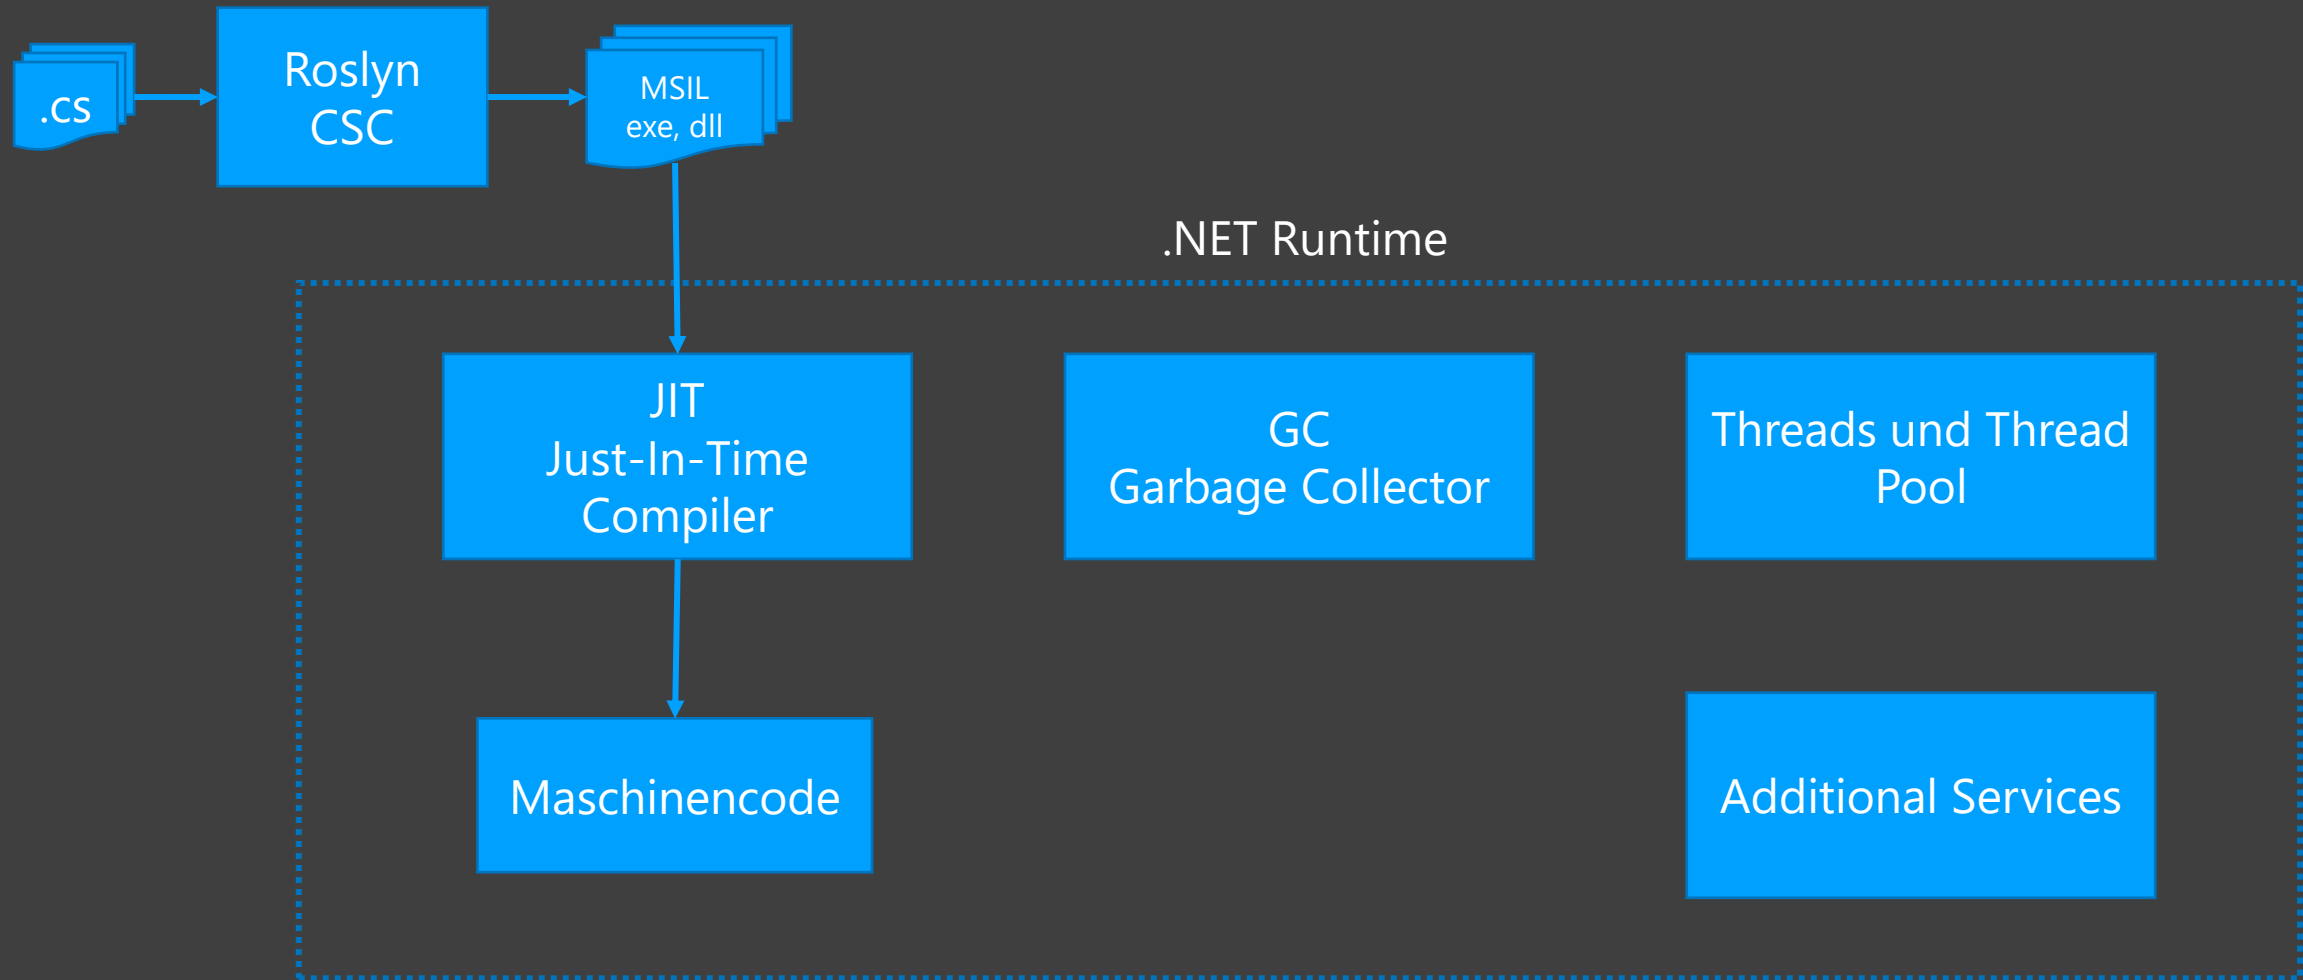 .cs
Roslyn
CSC
MSIL
exe, dll
.NET Runtime
JIT
Just-In-Time
Compiler
GC
Garbage Collector
Threads und Thread
Pool
Maschinencode
Additional Services